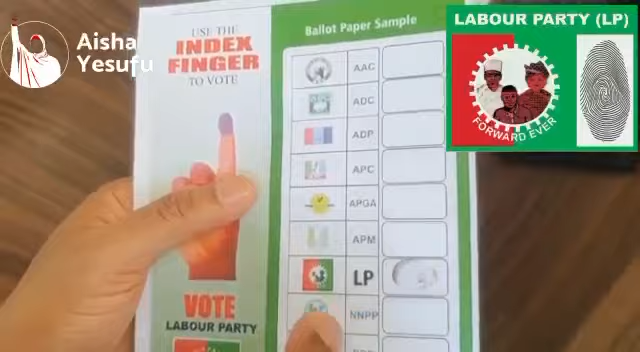 Aisha
Yesufu
USE THE
INDEX
FINGER
TO VOTE
VOTE
LABOUR PARTY
Ballot Paper Sample
AAC
ADC
ADP
APC
APGA
APM
LP
NNPP
LABOUR PARTY (LP)
FORWARD EVER